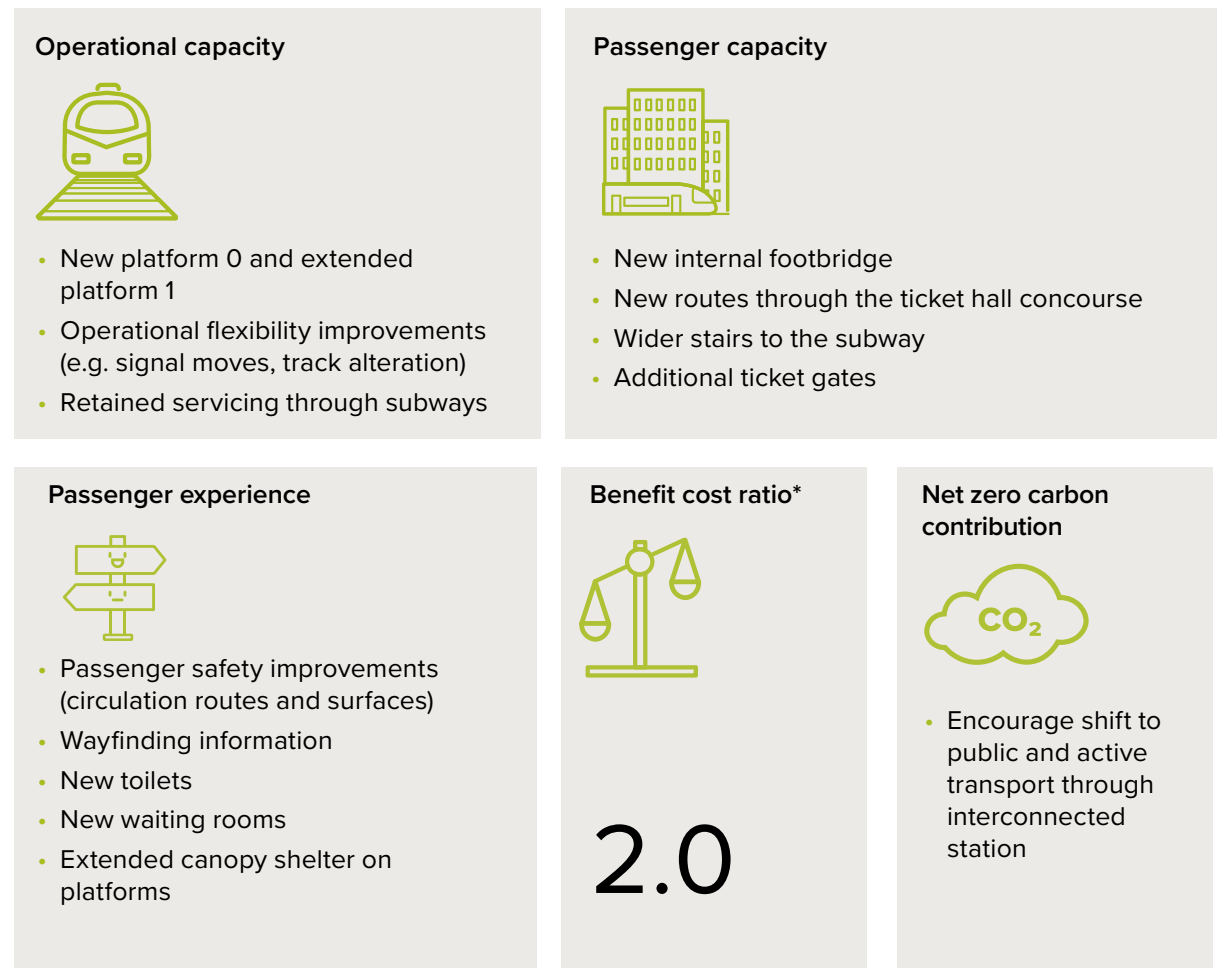 Operational capacity
• New platform 0 and extended
platform 1
• Operational flexibility improvements
(e.g. signal moves, track alteration)
• Retained servicing through subways
Passenger capacity
• New internal footbridge
• New routes through the ticket hall concourse
• Wider stairs to the subway
• Additional ticket gates
Passenger experience
• Passenger safety improvements
(circulation routes and surfaces)
• Wayfinding information
• New toilets
• New waiting rooms
• Extended canopy shelter on
platforms
Benefit cost ratio*
2.0
Net zero carbon
contribution
CO₂
• Encourage shift to
public and active
transport through
interconnected
station